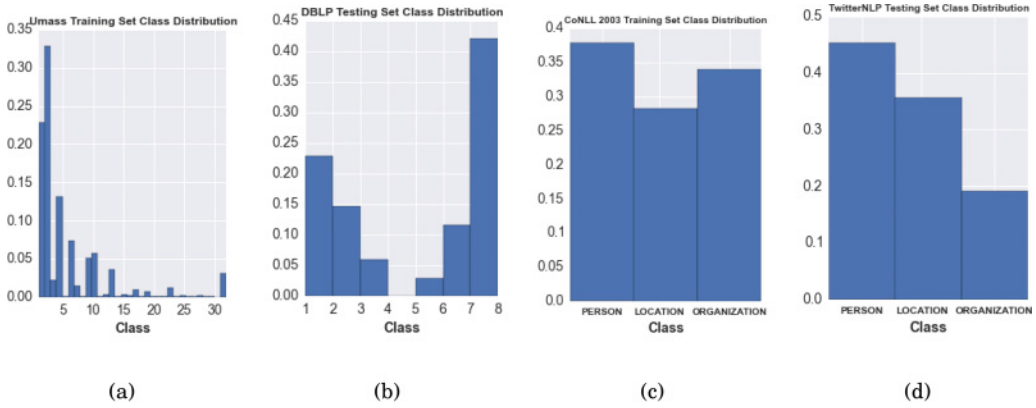 Umass Training Set Class Distribution
0.35
0.30
0.25
0.20
0.15
0.10
0.05
0.00
5 10 15 20 25 30
Class
(a)
DBLP Testing Set Class Distribution
0.45
0.40
0.35
0.30
0.25
0.20
0.15
0.10
0.05
0.00
1 2 3 4 5 6 7 8
Class
(b)
CoNLL 2003 Training Set Class Distribution
0.4
0.35
0.3
0.25
0.2
0.15
0.1
0.05
0.0
PERSON LOCATION ORGANIZATION
Class
(c)
TwitterNLP Testing Set Class Distribution
0.5
0.4
0.3
0.2
0.1
0.0
PERSON LOCATION ORGANIZATION
Class
(d)